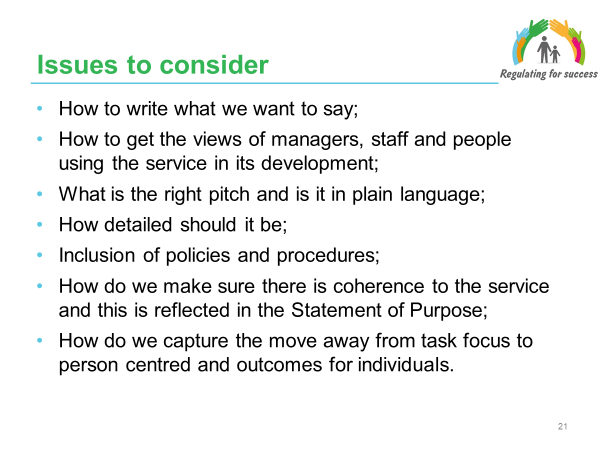 Regulating for success
Issues to consider
• How to write what we want to say;
• How to get the views of managers, staff and people
using the service in its development;
• What is the right pitch and is it in plain language;
• How detailed should it be;
• Inclusion of policies and procedures;
• How do we make sure there is coherence to the service
and this is reflected in the Statement of Purpose;
• How do we capture the move away from task focus to
person centred and outcomes for individuals.
21